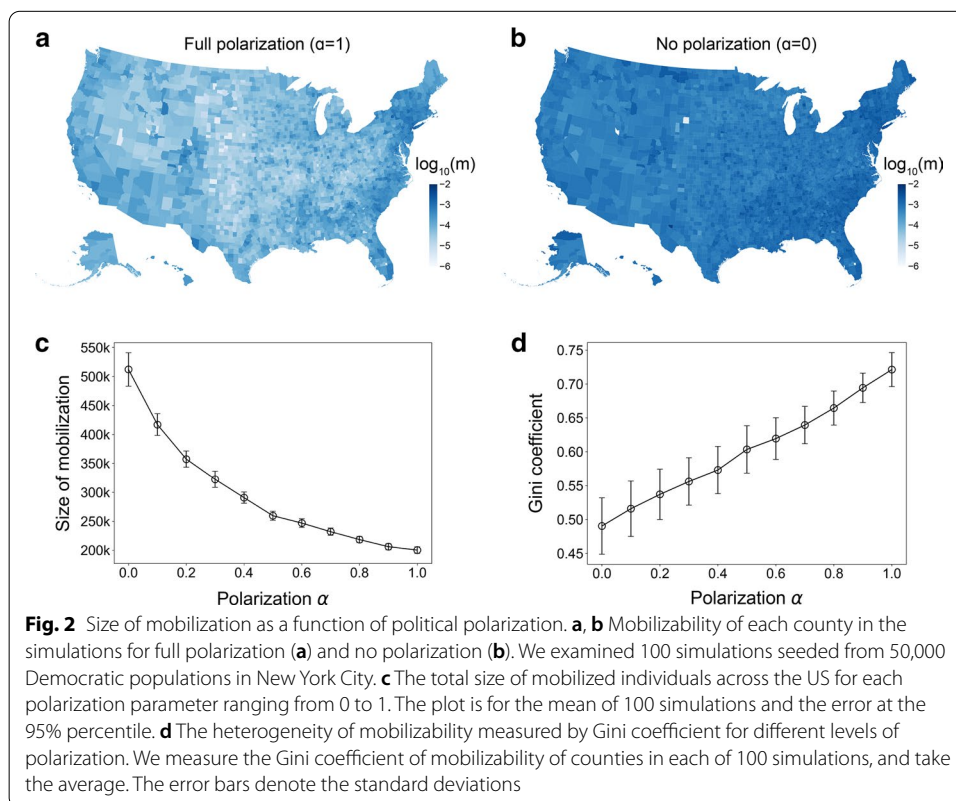 a
Full polarization (α=1)
log10(m)
−2
−3
−4
−5
−6
b
No polarization (α=0)
log10(m)
−2
−3
−4
−5
−6
c
550k
500k
450k
400k
350k
300k
250k
200k
Size of mobilization
0.0 0.2 0.4 0.6 0.8 1.0
Polarization α
d
0.75
0.70
0.65
0.60
0.55
0.50
0.45
Gini coefficient
0.0 0.2 0.4 0.6 0.8 1.0
Polarization α
Fig. 2 Size of mobilization as a function of political polarization. a, b Mobilizability of each county in the
simulations for full polarization (a) and no polarization (b). We examined 100 simulations seeded from 50,000
Democratic populations in New York City. c The total size of mobilized individuals across the US for each
polarization parameter ranging from 0 to 1. The plot is for the mean of 100 simulations and the error at the
95% percentile. d The heterogeneity of mobilizability measured by Gini coefficient for different levels of
polarization. We measure the Gini coefficient of mobilizability of counties in each of 100 simulations, and take
the average. The error bars denote the standard deviations